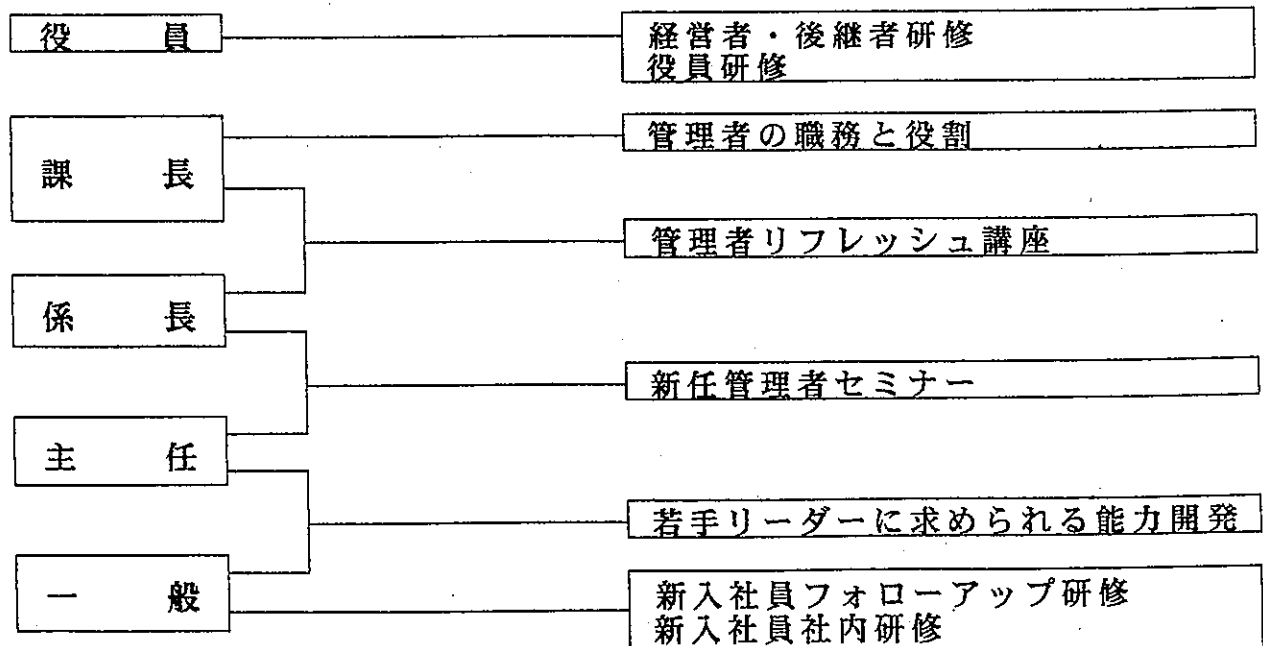 役員
経営者・後継者研修
役員研修
課長
管理者の職務と役割
管理者リフレッシュ講座
係長
新任管理者セミナー
主任
若手リーダーに求められる能力開発
一般
新入社員フォローアップ研修
新入社員社内研修